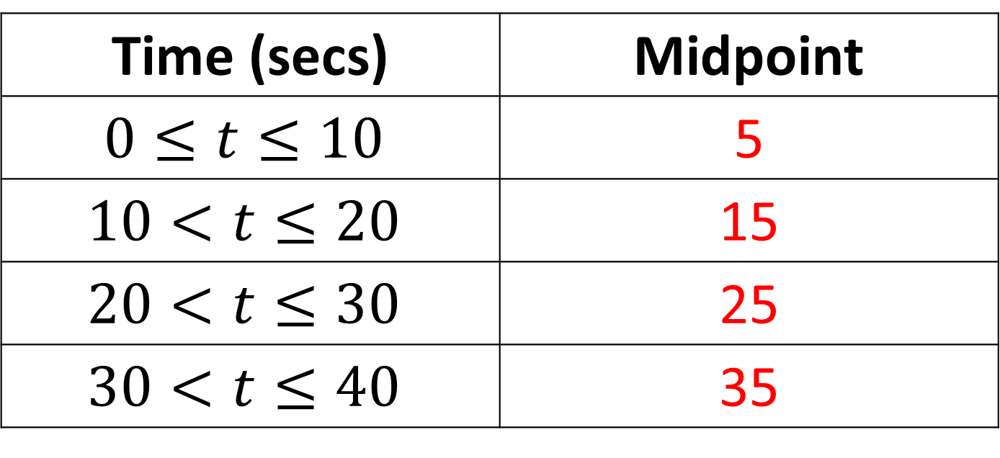 Time (secs) Midpoint
0 ≤ t ≤ 10 5
10 < t ≤ 20 15
20 < t ≤ 30 25
30 < t ≤ 40 35